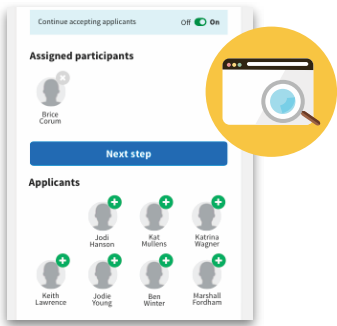 Continue accepting applicants Off On
Assigned participants
Brice
Corum
Next step
Applicants
Jodi
Hanson
Kat
Mullens
Katrina
Wagner
Keith
Lawrence
Jodie
Young
Ben
Winter
Marshall
Fordham